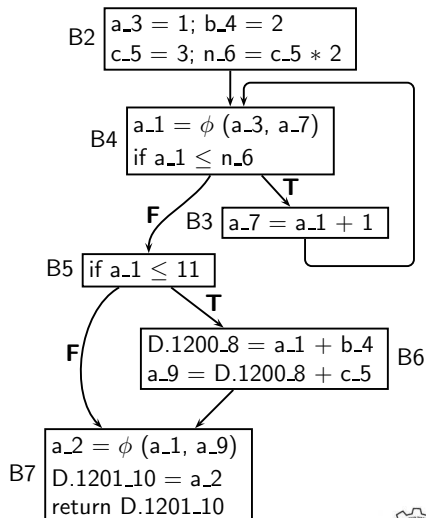 a_3 = 1; b_4 = 2
B2
c_5 = 3; n_6 = c_5 * 2
a_1 = ϕ (a_3, a_7)
B4
if a_1 ≤ n_6
F
T
B3
a_7 = a_1 + 1
B5
if a_1 ≤ 11
T
F
D.1200_8 = a_1 + b_4
B6
a_9 = D.1200_8 + c_5
a_2 = ϕ (a_1, a_9)
B7
D.1201_10 = a_2
return D.1201_10